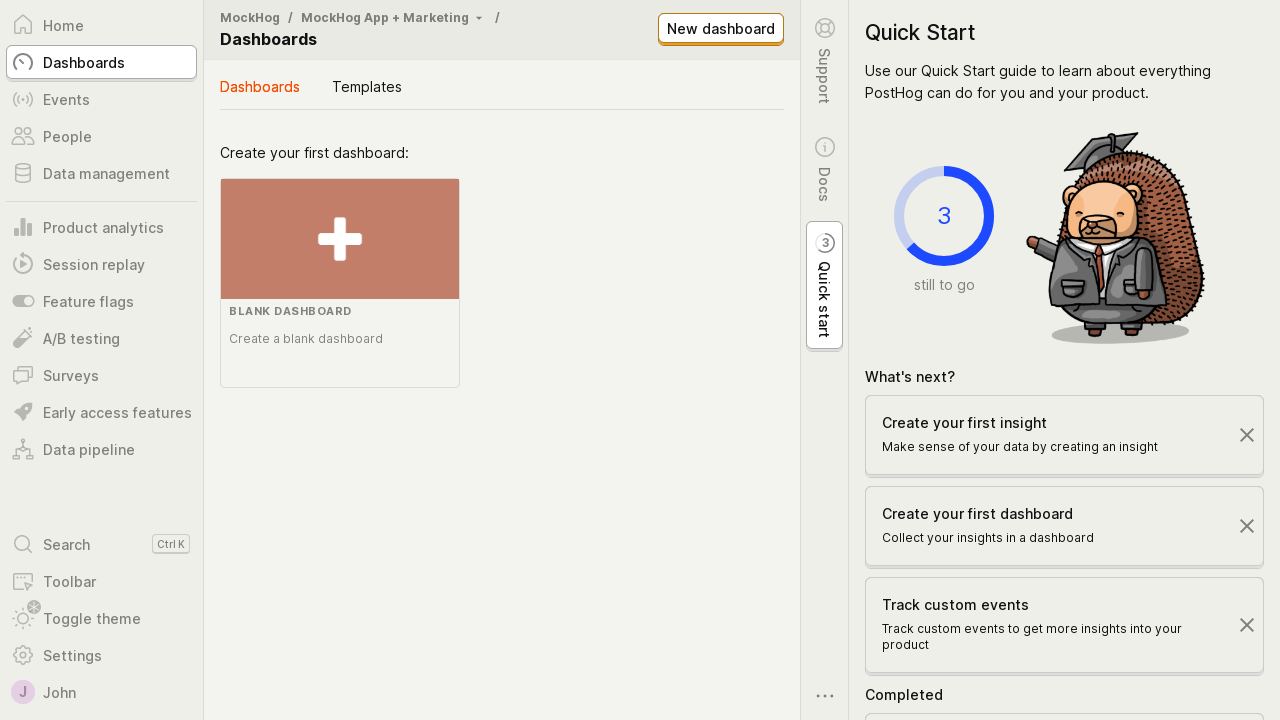 Home
Dashboards
Events
People
Data management
Product analytics
Session replay
Feature flags
A/B testing
Surveys
Early access features
Data pipeline
Search
Ctrl K
Toolbar
Toggle theme
Settings
J
John
MockHog / MockHog App + Marketing /
Dashboards
New dashboard
Dashboards
Templates
Create your first dashboard:
BLANK DASHBOARD
Create a blank dashboard
Support
Docs
3
Quick start
Quick Start
Use our Quick Start guide to learn about everything
PostHog can do for you and your product.
3
still to go
What's next?
Create your first insight
Make sense of your data by creating an insight
Create your first dashboard
Collect your insights in a dashboard
Track custom events
Track custom events to get more insights into your
product
Completed